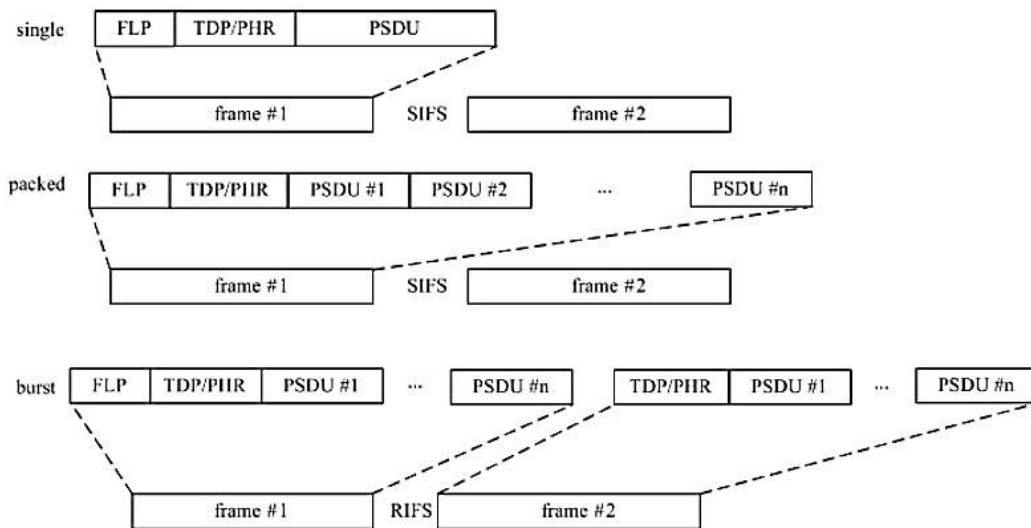 single FLP TDP/PHR PSDU
frame #1 SIFS frame #2
packed FLP TDP/PHR PSDU #1 PSDU #2 ... PSDU #n
frame #1 SIFS frame #2
burst FLP TDP/PHR PSDU #1 ... PSDU #n TDP/PHR PSDU #1 ... PSDU #n
frame #1 RIFS frame #2